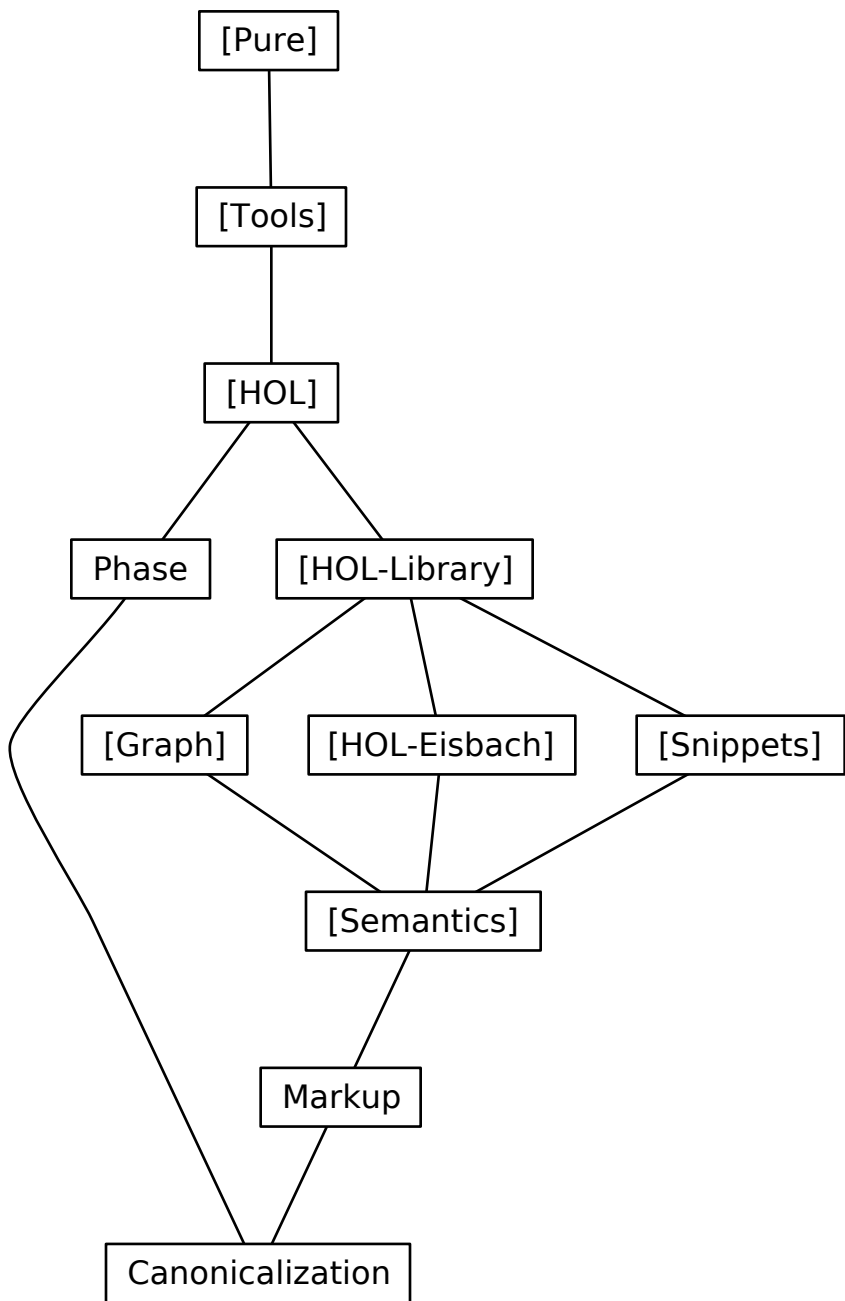 [Pure]
[Tools]
[HOL]
Phase
[HOL-Library]
[Graph]
[HOL-Eisbach]
[Snippets]
[Semantics]
Markup
Canonicalization